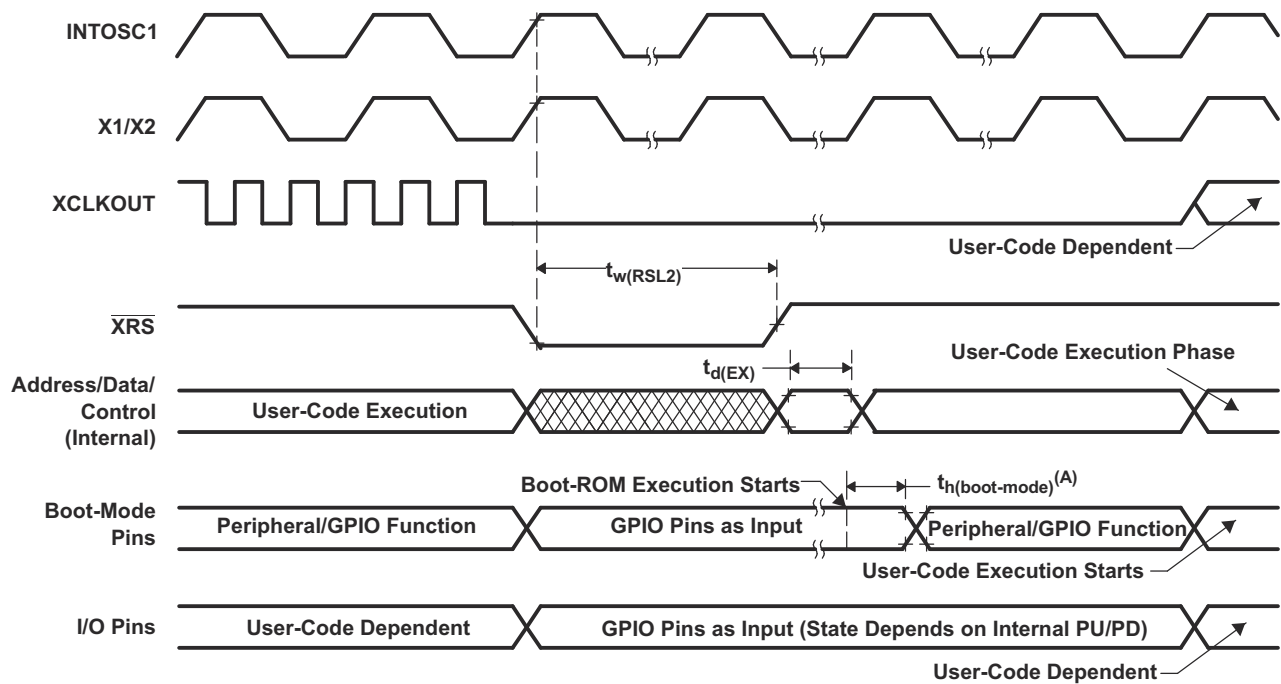 INTOSC1
X1/X2
XCLKOUT
User-Code Dependent
tw(RSL2)
XRS
User-Code Execution Phase
td(EX)
Address/Data/
Control
(Internal)
User-Code Execution
Boot-ROM Execution Starts
th(boot-mode)(A)
Boot-Mode
Pins
Peripheral/GPIO Function
GPIO Pins as Input
Peripheral/GPIO Function
User-Code Execution Starts
I/O Pins
User-Code Dependent
GPIO Pins as Input (State Depends on Internal PU/PD)
User-Code Dependent